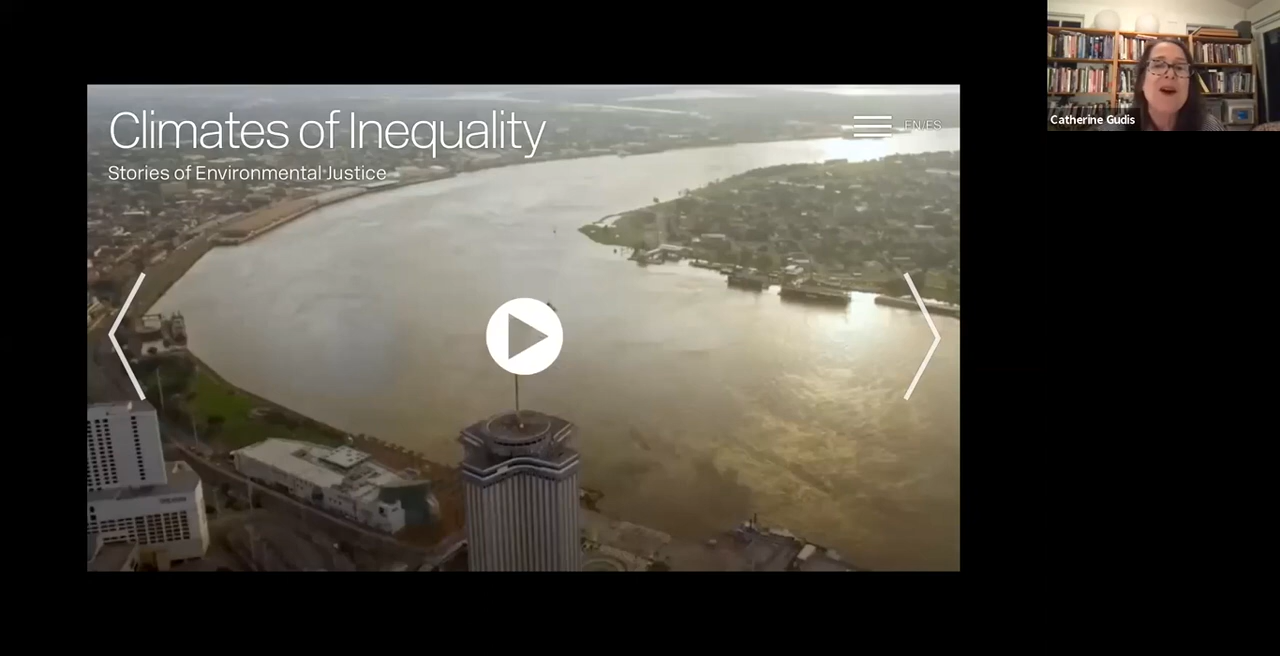 Climates of Inequality
EN/ES
Stories of Environmental Justice
Catherine Gudis